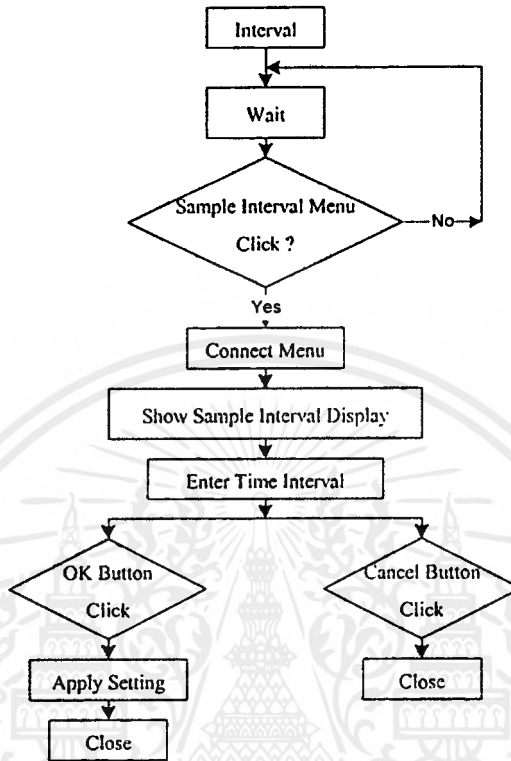 Interval
Wait
Sample Interval Menu
Click ?
No
Yes
Connect Menu
Show Sample Interval Display
Enter Time Interval
OK Button
Click
Cancel Button
Click
Apply Setting
Close
Close